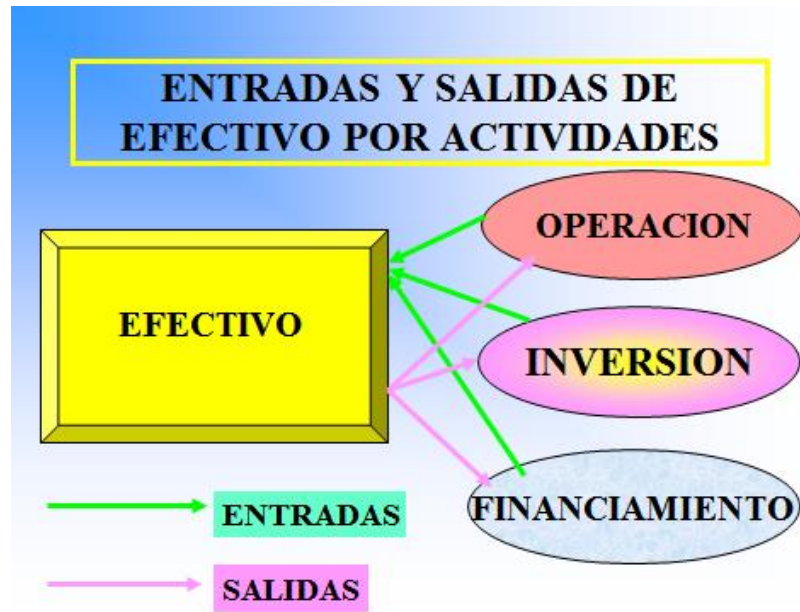 ENTRADAS Y SALIDAS DE
EFECTIVO POR ACTIVIDADES
OPERACION
EFECTIVO
INVERSION
FINANCIAMIENTO
ENTRADAS
SALIDAS